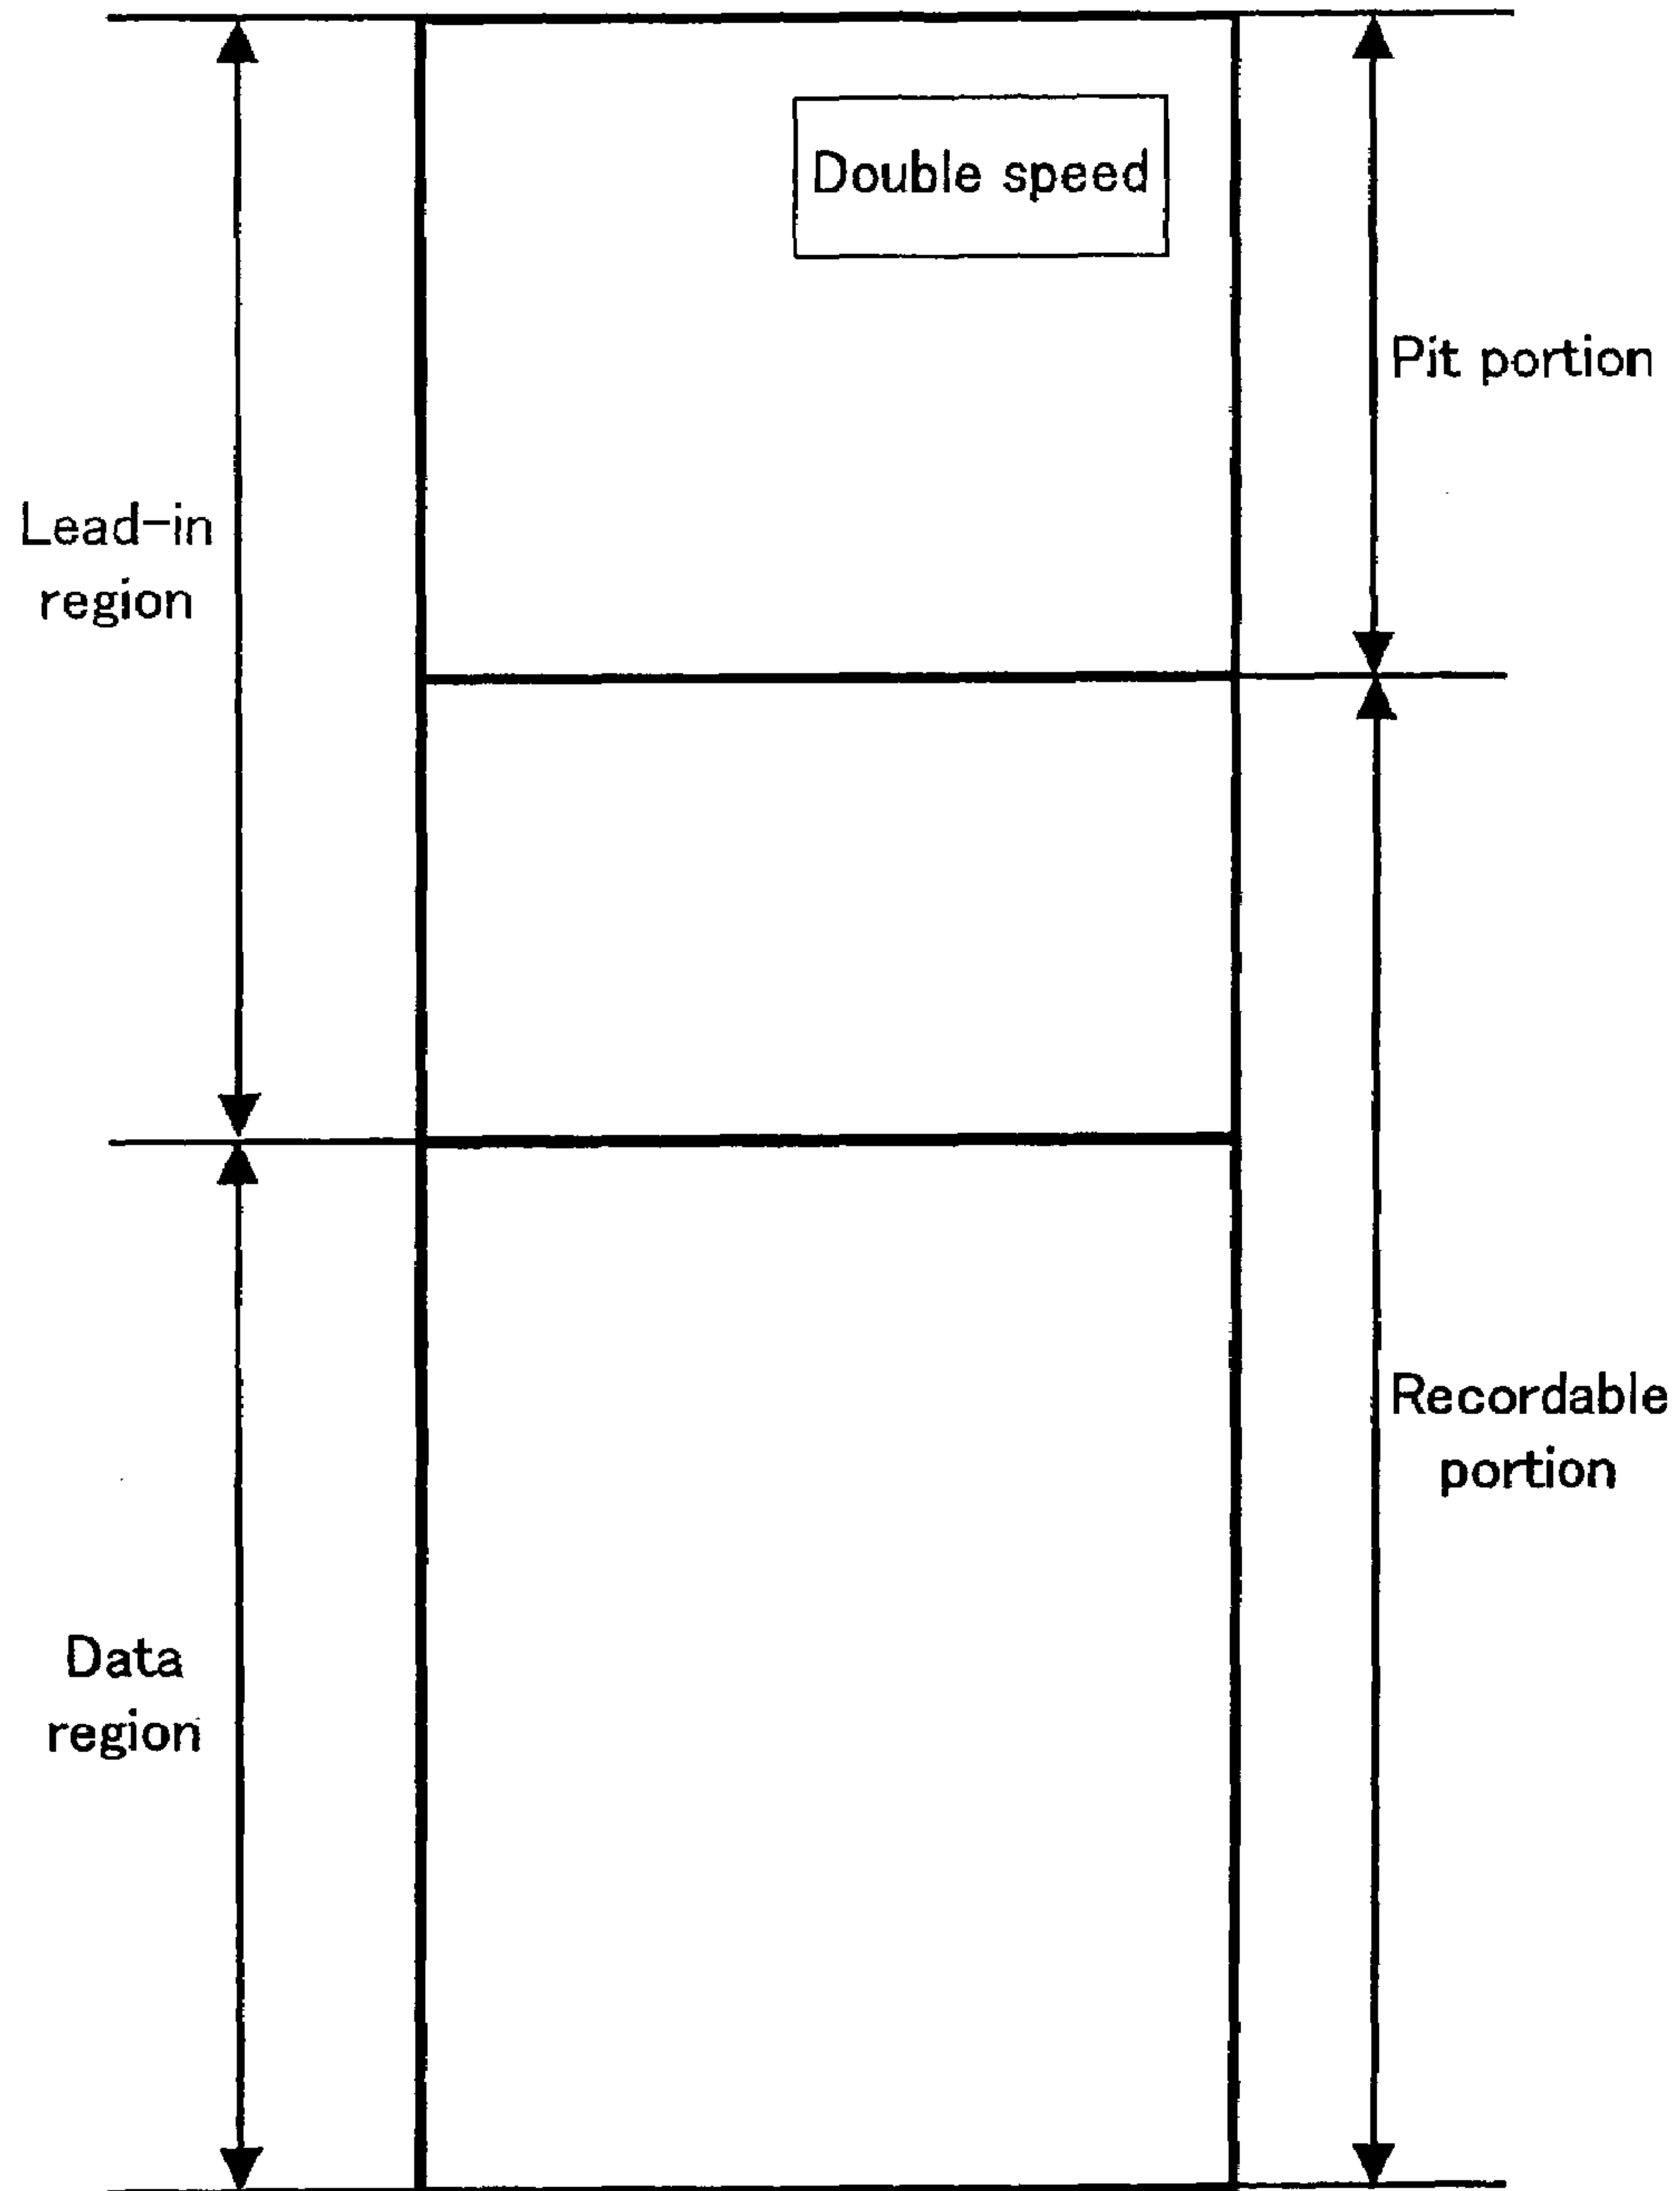 Double speed
Pit portion
Lead-in
region
Recordable
portion
Data
region